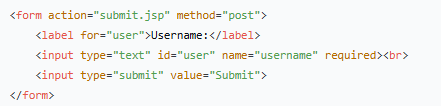 <form action="submit.jsp" method="post">
    <label for="user">Username:</label>
    <input type="text" id="user" name="username" required><br>
    <input type="submit" value="Submit">
</form>